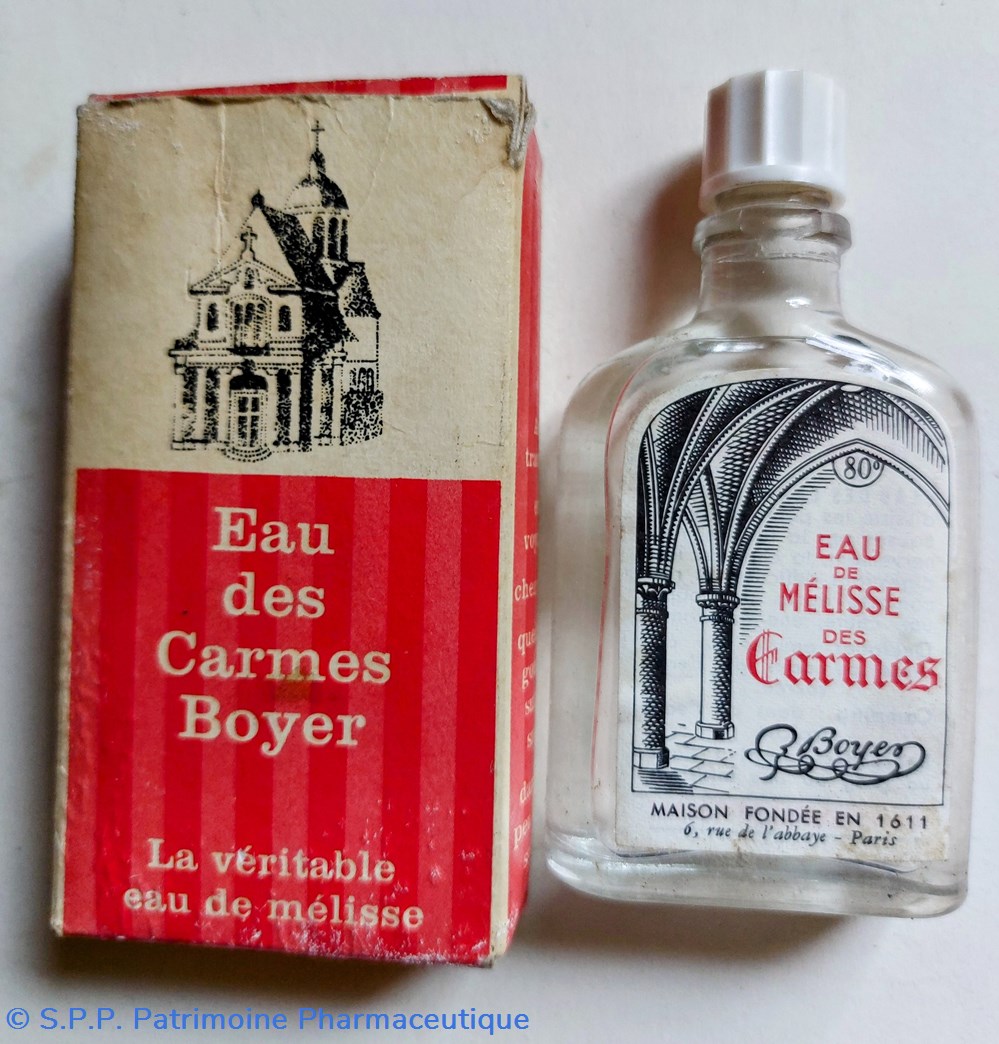 Eau
des
Carmes
Boyer
La véritable
eau de mélisse
80°
EAU
DE
MÉLISSE
DES
Carmes
Boyer
MAISON FONDÉE EN 1611
6, rue de l'abbaye - Paris
© S.P.P. Patrimoine Pharmaceutique